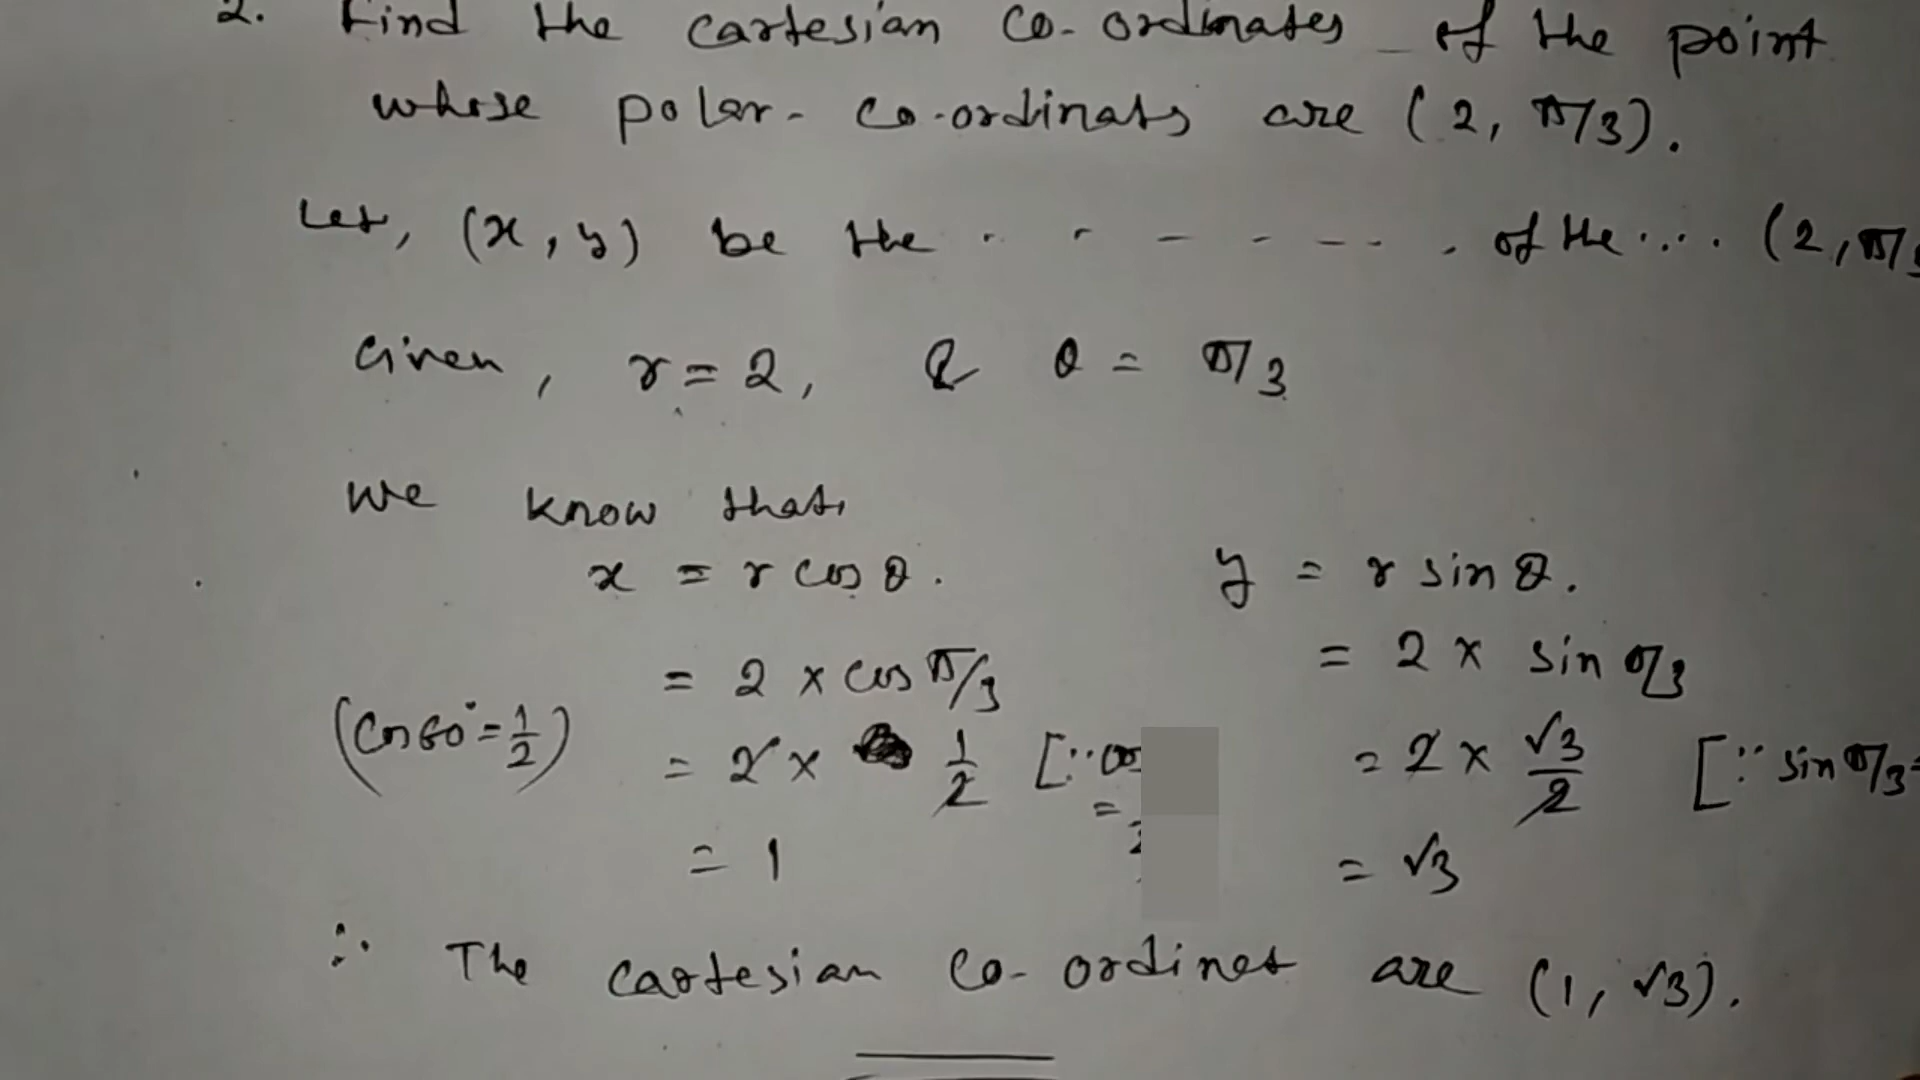 2. Find the cartesian co-ordinates of the point
whose polar-co-ordinats are (2, π/3).
Let, (x, y) be the . . - - - - - . of the .... (2, π/3
Given, r = 2, & θ = π/3
We know that,
x = r cos θ. y = r sin θ.
= 2 × cos π/3 = 2 × sin π/3
(cos 60° = 1/2) = 2 × 1/2 [∵ = 2 × √3/2 [∵ sin π/3 =
= 1 = √3
∴ The cartesian co-ordinet are (1, √3).